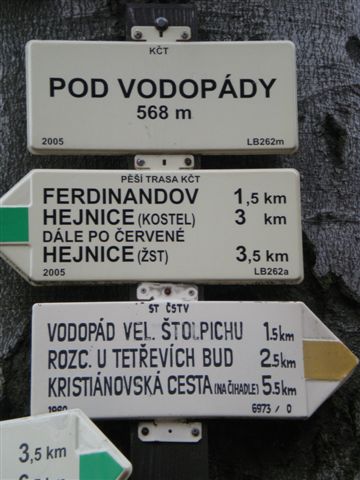 KČT
POD VODOPÁDY
568 m
2005 LB262m
PĚŠÍ TRASA KČT
FERDINANDOV 1,5 km
HEJNICE (KOSTEL) 3 km
DÁLE PO ČERVENÉ
HEJNICE (ŽST) 3,5 km
2005 LB262a
ST ČSTV
VODOPÁD VEL. ŠTOLPICHU 1.5 km
ROZC. U TETŘEVÍCH BUD 2.5 km
KRISTIÁNOVSKÁ CESTA (NA ČIHADLE) 5.5 km
6973 / 0
3,5 km